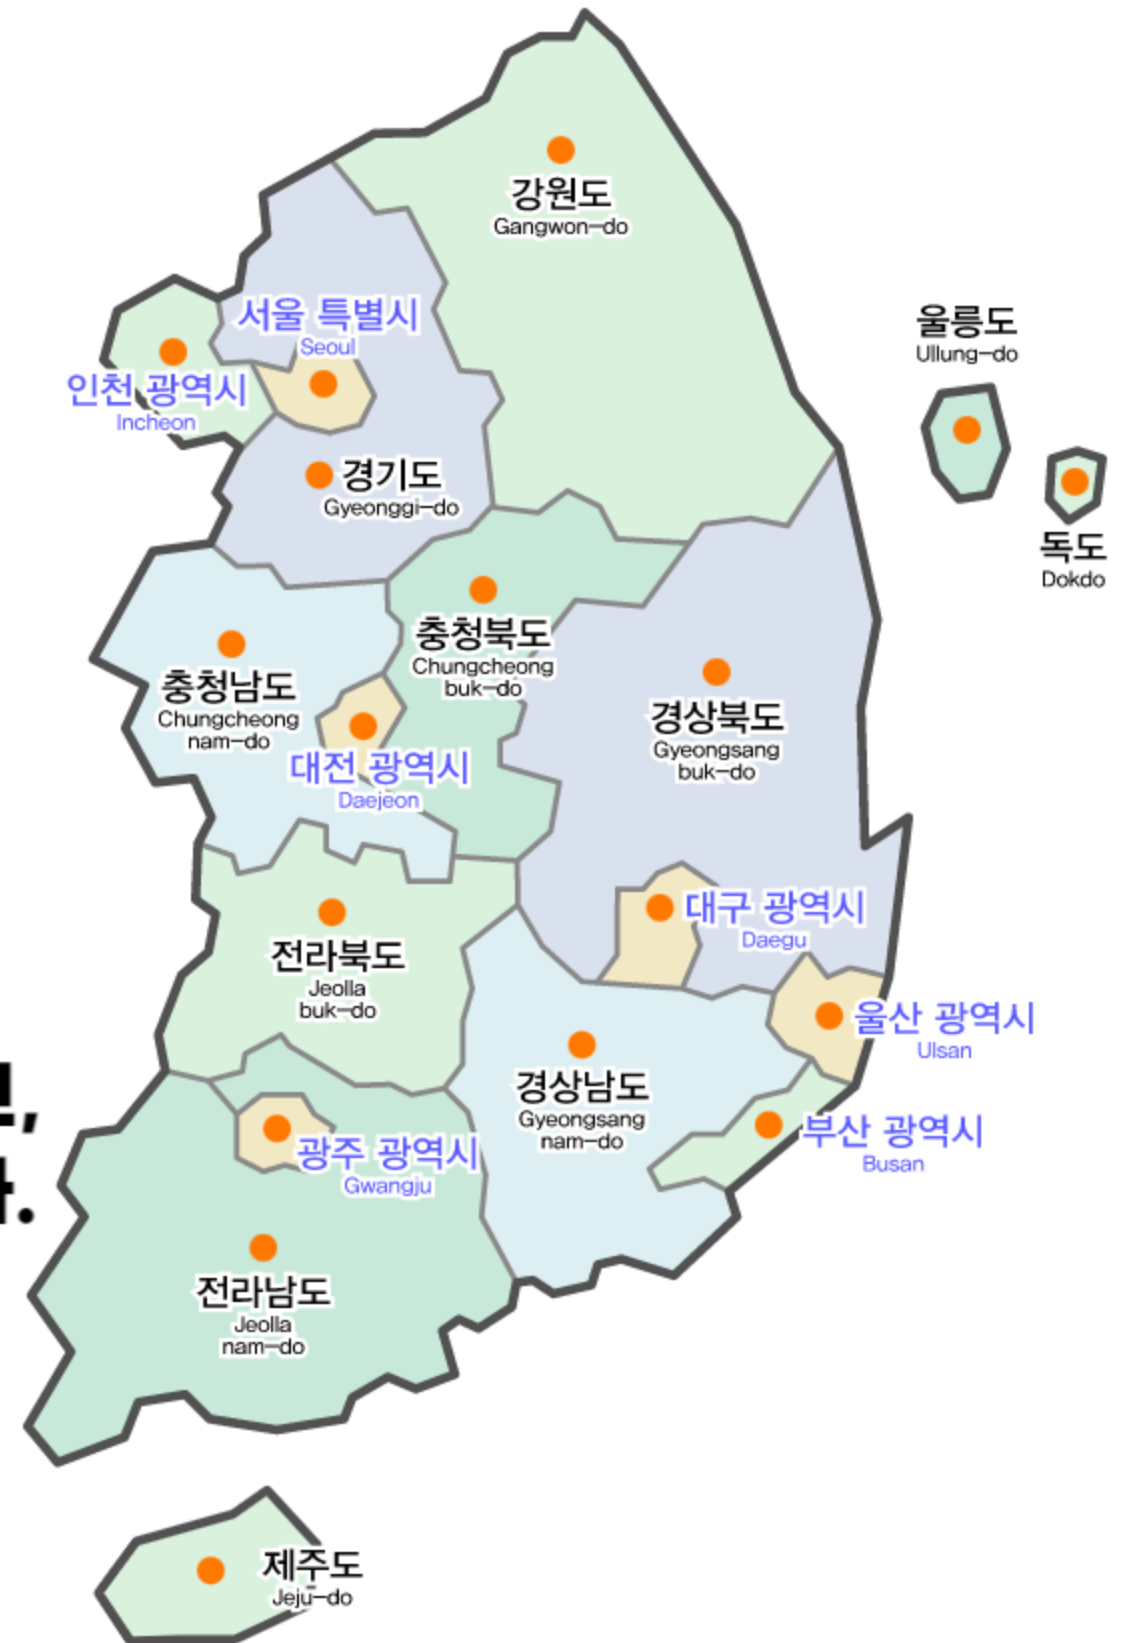 강원도
Gangwon-do
서울 특별시
Seoul
인천 광역시
Incheon
경기도
Gyeonggi-do
울릉도
Ullung-do
독도
Dokdo
충청북도
Chungcheong
buk-do
충청남도
Chungcheong
nam-do
대전 광역시
Daejeon
경상북도
Gyeongsang
buk-do
대구 광역시
Daegu
전라북도
Jeolla
buk-do
울산 광역시
Ulsan
경상남도
Gyeongsang
nam-do
부산 광역시
Busan
광주 광역시
Gwangju
전라남도
Jeolla
nam-do
제주도
Jeju-do